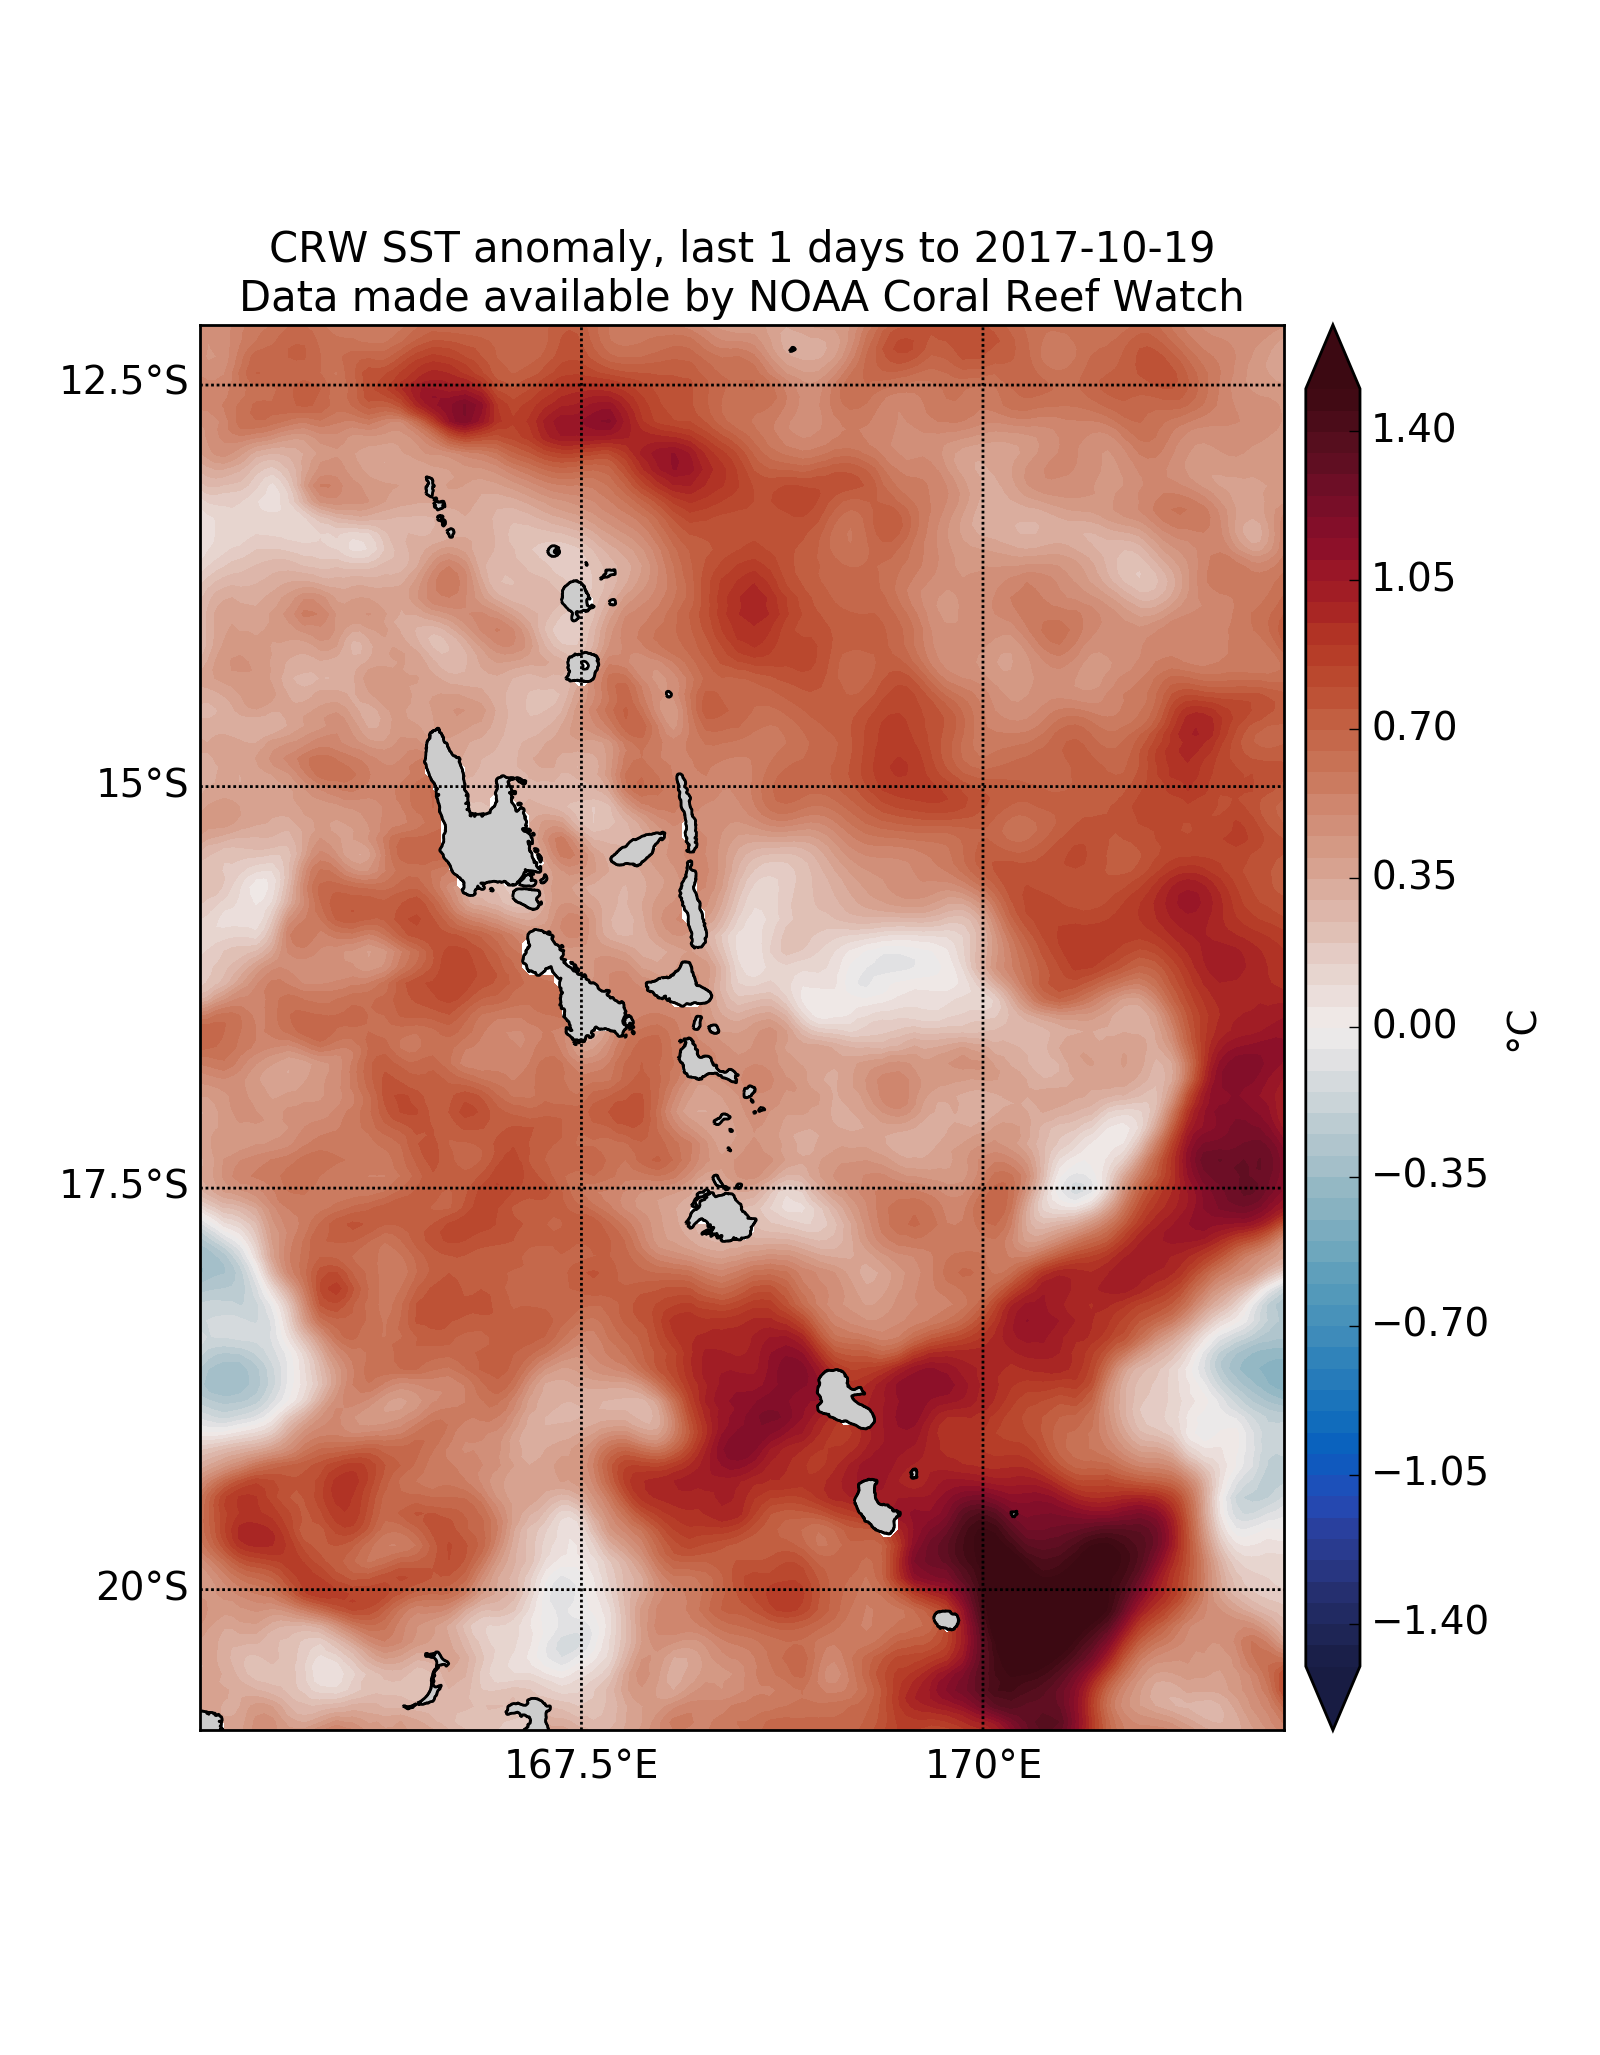 CRW SST anomaly, last 1 days to 2017-10-19
Data made available by NOAA Coral Reef Watch
12.5°S
15°S
17.5°S
20°S
167.5°E
170°E
1.40
1.05
0.70
0.35
0.00
−0.35
−0.70
−1.05
−1.40
°C